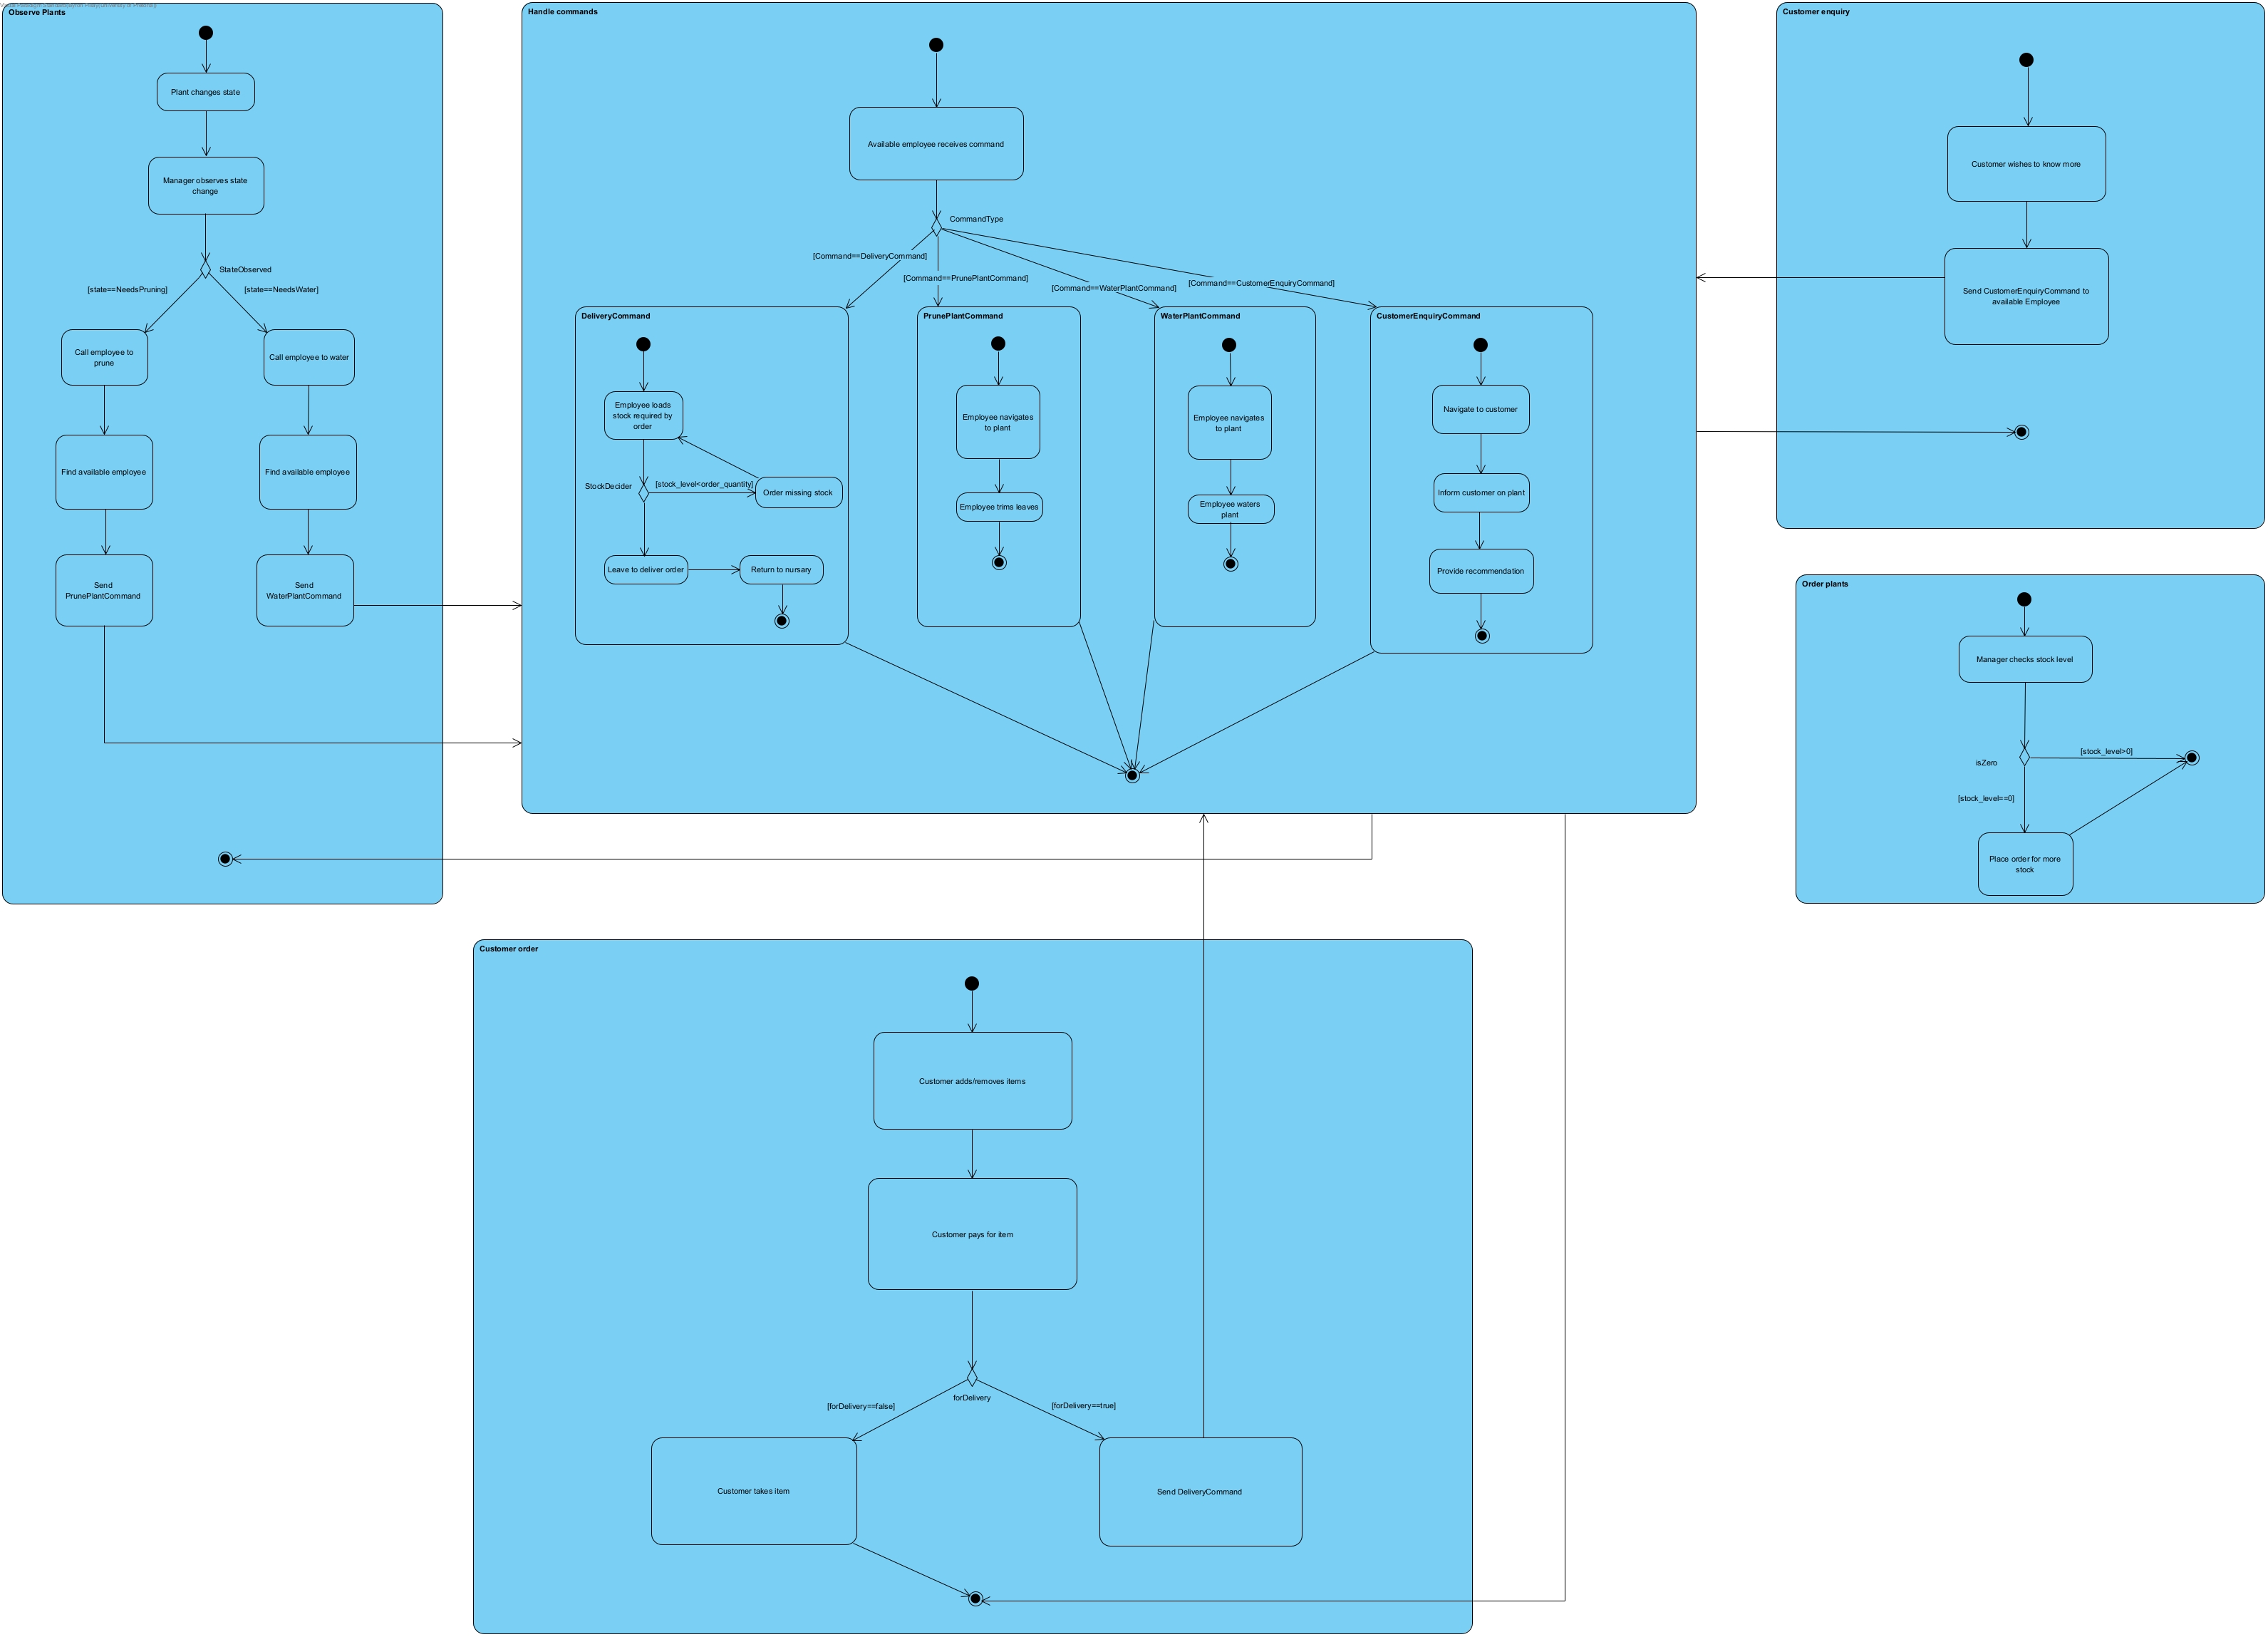 Observe Plants
Plant changes state
Manager observes state
change
StateObserved
[state==NeedsPruning]
[state==NeedsWater]
Call employee to
prune
Call employee to water
Find available employee
Find available employee
Send
PrunePlantCommand
Send
WaterPlantCommand
Handle commands
Available employee receives command
CommandType
[Command==DeliveryCommand]
[Command==PrunePlantCommand]
[Command==WaterPlantCommand]
[Command==CustomerEnquiryCommand]
DeliveryCommand
Employee loads
stock required by
order
StockDecider
[stock_level<order_quantity]
Order missing stock
Leave to deliver order
Return to nursary
PrunePlantCommand
Employee navigates
to plant
Employee trims leaves
WaterPlantCommand
Employee navigates
to plant
Employee waters
plant
CustomerEnquiryCommand
Navigate to customer
Inform customer on plant
Provide recommendation
Customer enquiry
Customer wishes to know more
Send CustomerEnquiryCommand to
available Employee
Order plants
Manager checks stock level
isZero
[stock_level>0]
[stock_level==0]
Place order for more
stock
Customer order
Customer adds/removes items
Customer pays for item
forDelivery
[forDelivery==false]
[forDelivery==true]
Customer takes item
Send DeliveryCommand